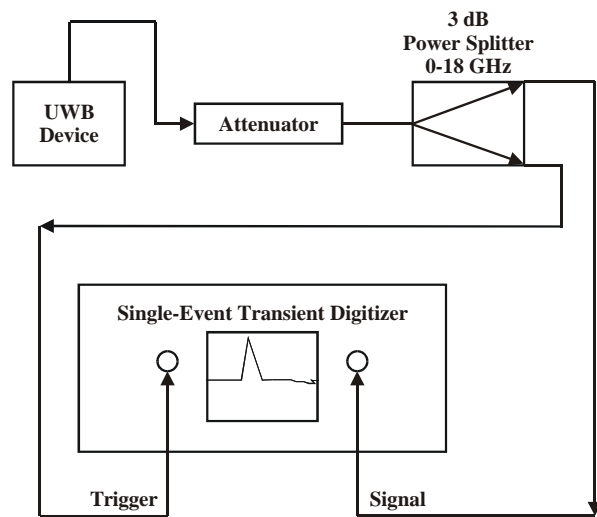 3 dB
Power Splitter
0-18 GHz
UWB
Device
Attenuator
Single-Event Transient Digitizer
Trigger
Signal